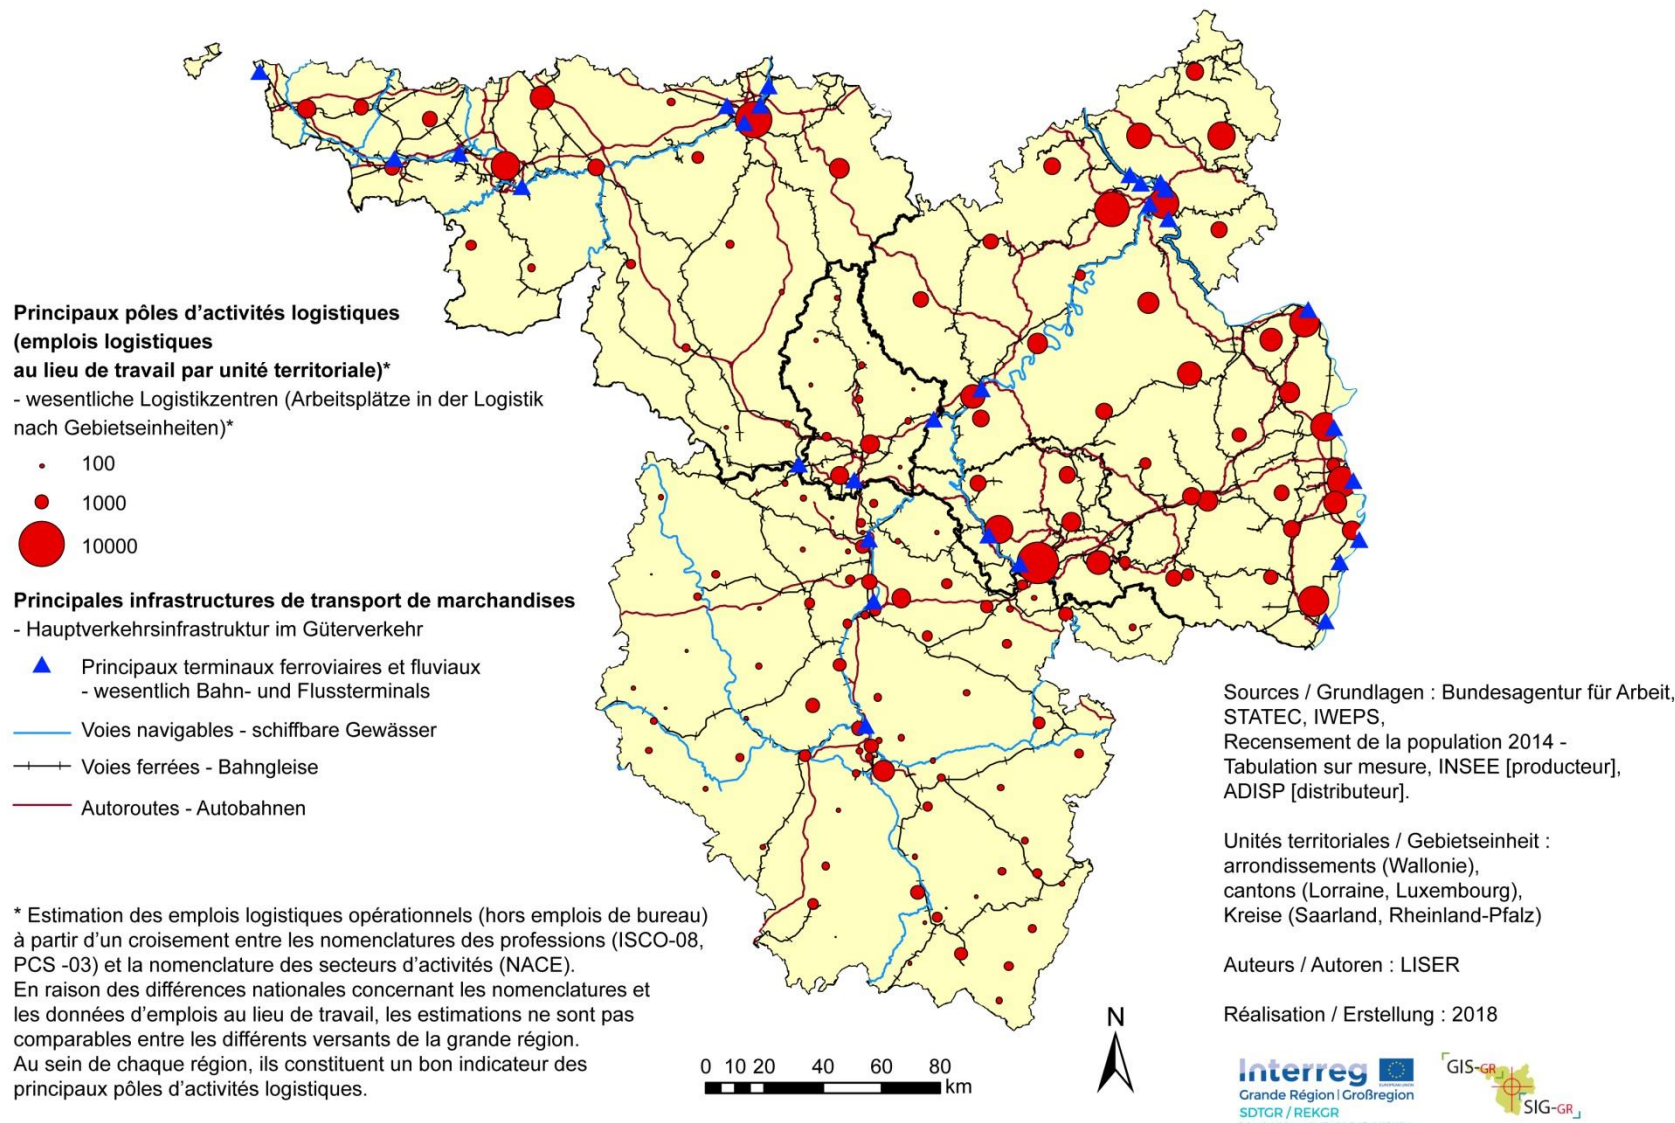 Principaux pôles d’activités logistiques
(emplois logistiques
au lieu de travail par unité territoriale)*
- wesentliche Logistikzentren (Arbeitsplätze in der Logistik
nach Gebietseinheiten)*
100
1000
10000
Principales infrastructures de transport de marchandises
- Hauptverkehrsinfrastruktur im Güterverkehr
Principaux terminaux ferroviaires et fluviaux
- wesentlich Bahn- und Flussterminals
Voies navigables - schiffbare Gewässer
Voies ferrées - Bahngleise
Autoroutes - Autobahnen
* Estimation des emplois logistiques opérationnels (hors emplois de bureau)
à partir d’un croisement entre les nomenclatures des professions (ISCO-08,
PCS -03) et la nomenclature des secteurs d’activités (NACE).
En raison des différences nationales concernant les nomenclatures et
les données d’emplois au lieu de travail, les estimations ne sont pas
comparables entre les différents versants de la grande région.
Au sein de chaque région, ils constituent un bon indicateur des
principaux pôles d’activités logistiques.
0 10 20 40 60 80
km
N
Sources / Grundlagen : Bundesagentur für Arbeit,
STATEC, IWEPS,
Recensement de la population 2014 -
Tabulation sur mesure, INSEE [producteur],
ADISP [distributeur].
Unités territoriales / Gebietseinheit :
arrondissements (Wallonie),
cantons (Lorraine, Luxembourg),
Kreise (Saarland, Rheinland-Pfalz)
Auteurs / Autoren : LISER
Réalisation / Erstellung : 2018
Interreg
EUROPEAN UNION
Grande Région | Großregion
SDTGR / REKGR
GIS-GR
SIG-GR